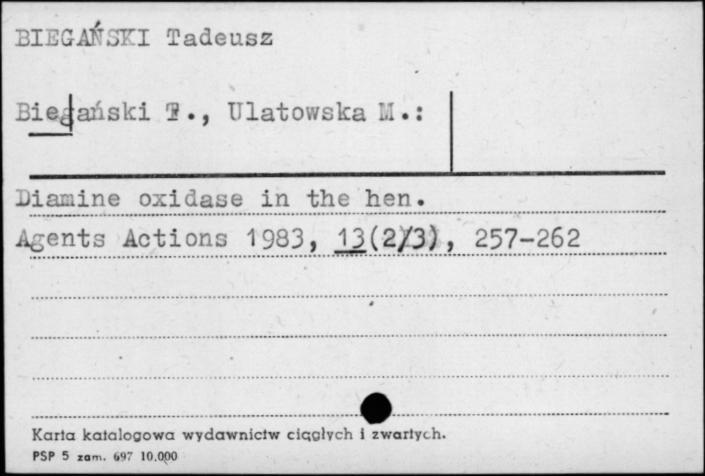 BIEGAŃSKI Tadeusz
Biegański T., Ulatowska M.:
Diamine oxidase in the hen.
Agents Actions 1983, 13(2/3), 257-262
Karta katalogowa wydawnictw ciągłych i zwartych.
PSP 5 zam. 697 10.000